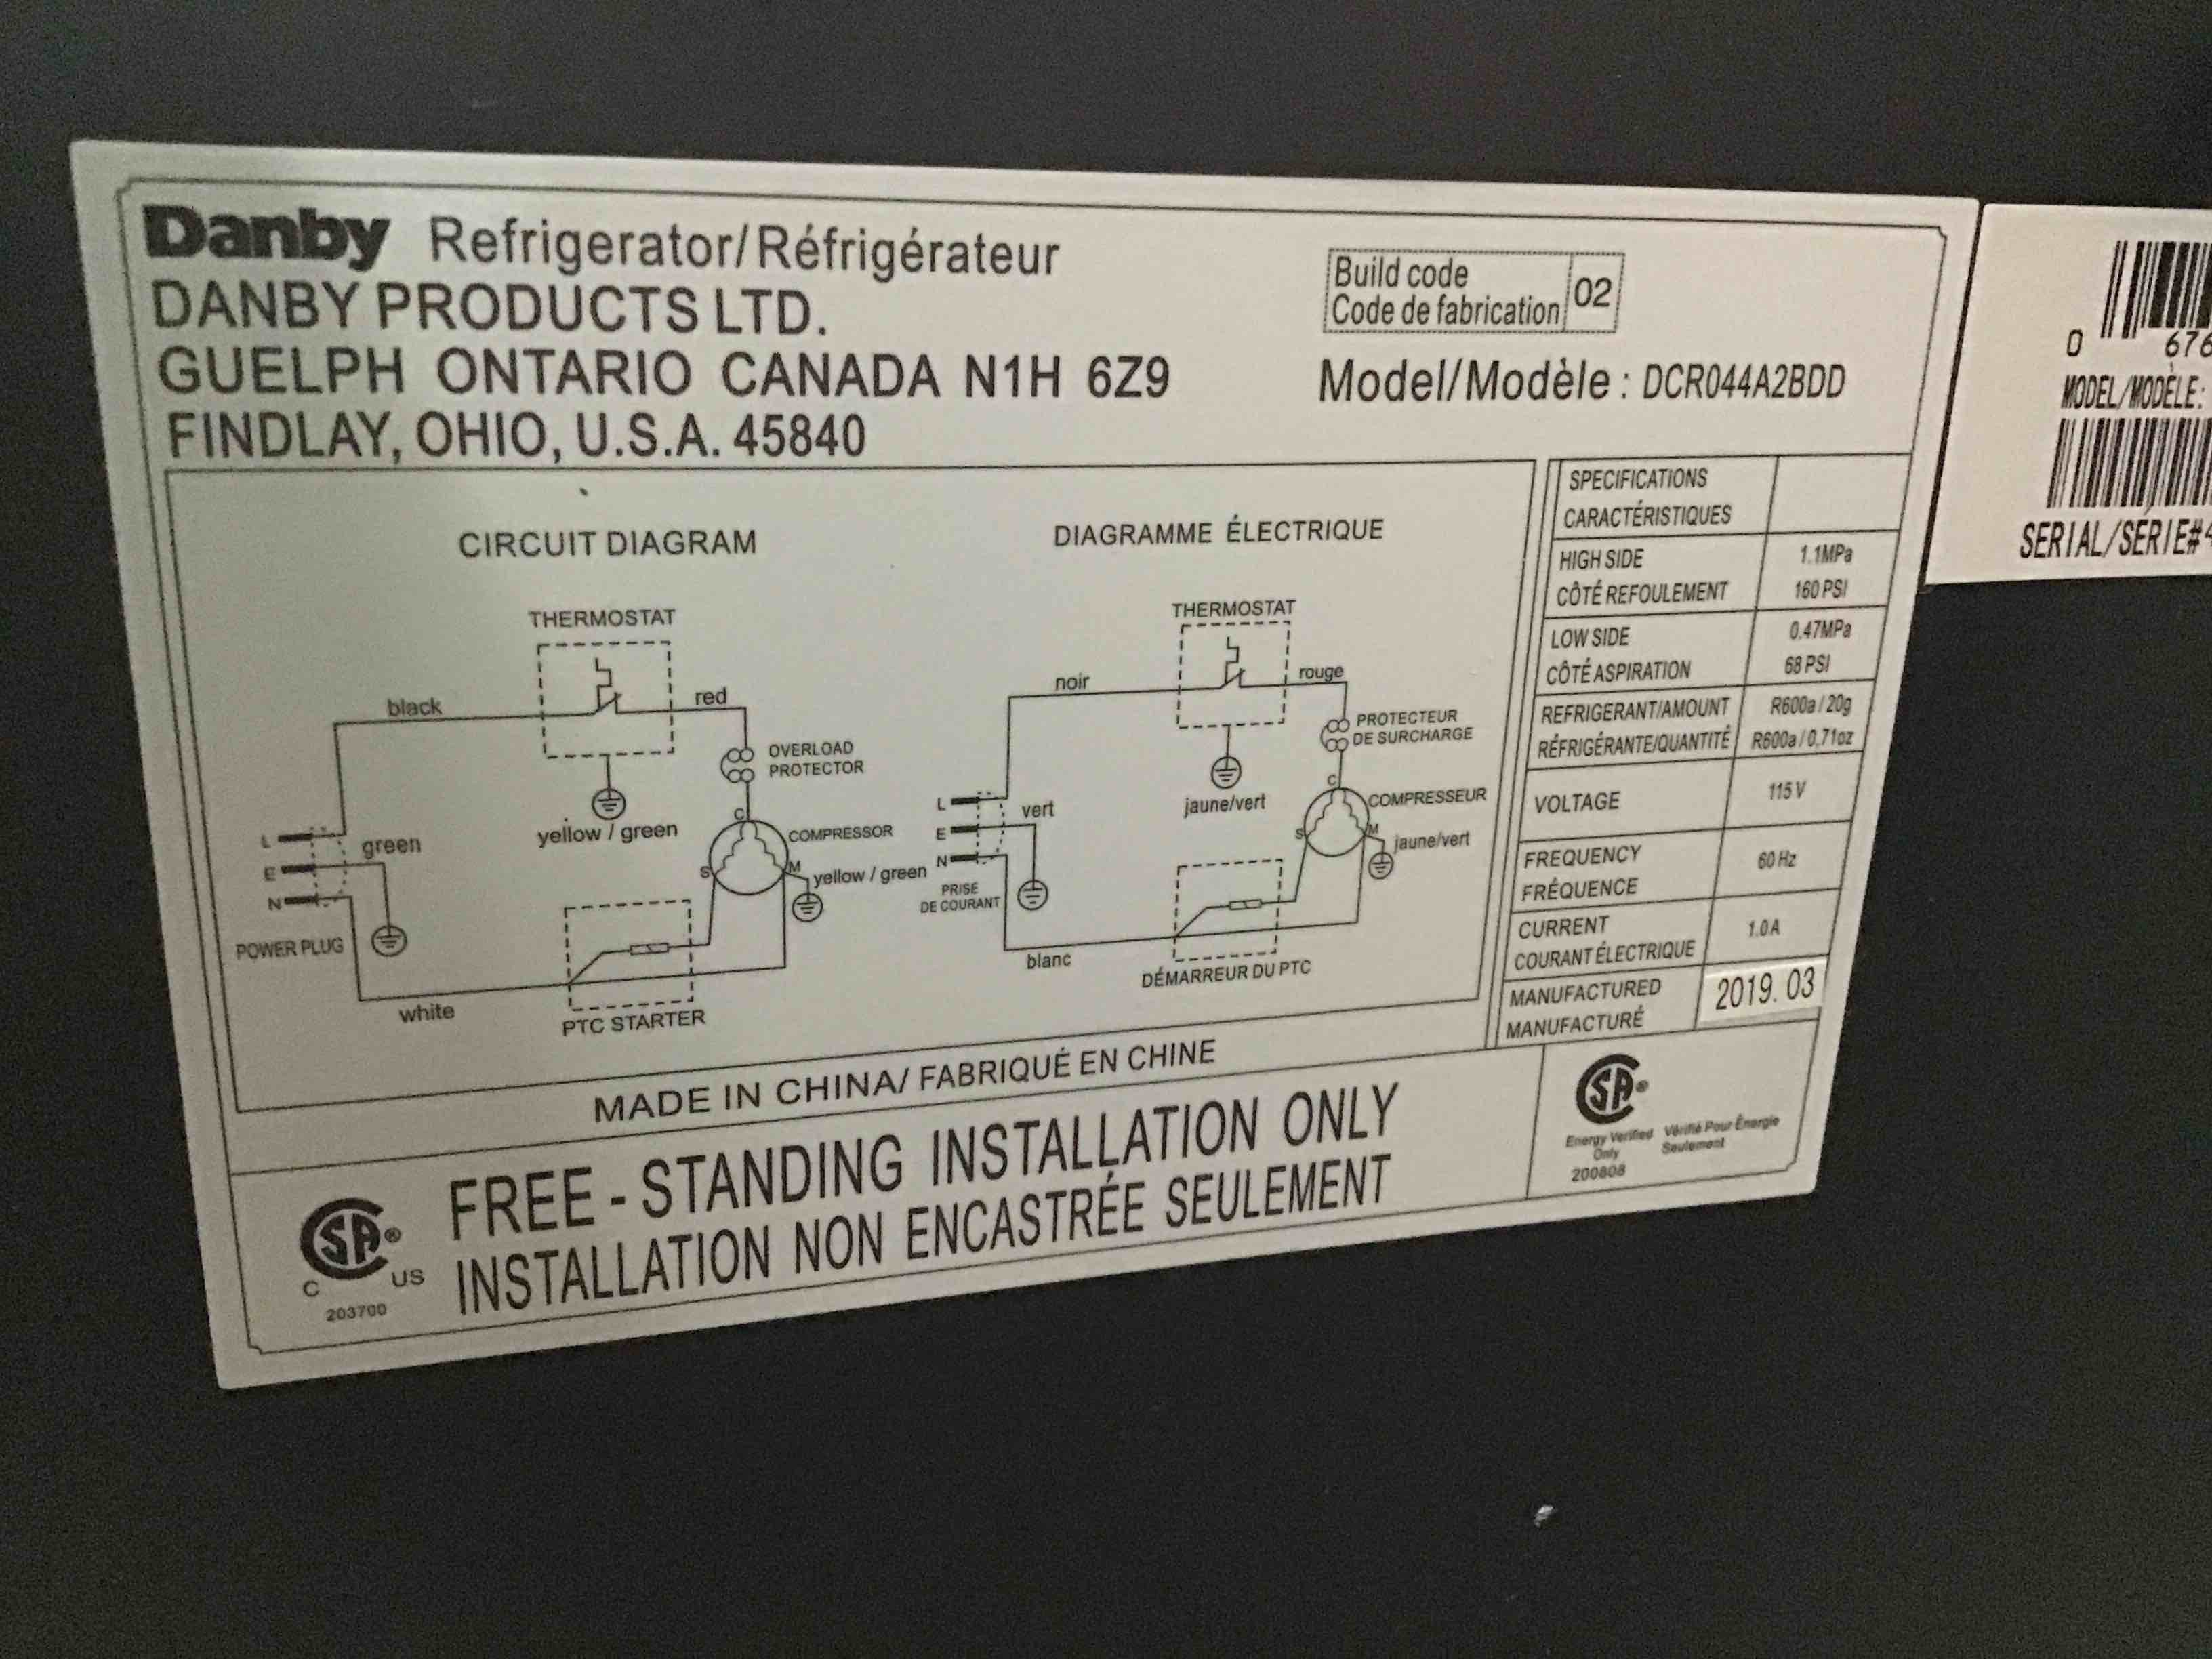 Danby Refrigerator/Réfrigérateur
DANBY PRODUCTS LTD.
GUELPH ONTARIO CANADA N1H 6Z9
FINDLAY, OHIO, U.S.A. 45840
Build code
Code de fabrication
02
Model/Modèle : DCR044A2BDD
CIRCUIT DIAGRAM
THERMOSTAT
black
red
OVERLOAD
PROTECTOR
yellow / green
C
COMPRESSOR
S
M
yellow / green
L
green
E
N
POWER PLUG
white
PTC STARTER
DIAGRAMME ÉLECTRIQUE
THERMOSTAT
noir
rouge
PROTECTEUR
DE SURCHARGE
jaune/vert
C
COMPRESSEUR
S
M
jaune/vert
L
vert
E
N
PRISE
DE COURANT
blanc
DÉMARREUR DU PTC
SPECIFICATIONS
CARACTÉRISTIQUES
HIGH SIDE 1.1MPa
CÔTÉ REFOULEMENT 160 PSI
LOW SIDE 0.47MPa
CÔTÉ ASPIRATION 68 PSI
REFRIGERANT/AMOUNT R600a / 20g
RÉFRIGÉRANTE/QUANTITÉ R600a / 0.71oz
VOLTAGE 115 V
FREQUENCY
FRÉQUENCE
60 Hz
CURRENT
COURANT ÉLECTRIQUE
1.0 A
MANUFACTURED
MANUFACTURÉ
2019. 03
MADE IN CHINA/ FABRIQUÉ EN CHINE
FREE - STANDING INSTALLATION ONLY
INSTALLATION NON ENCASTRÉE SEULEMENT
CSA®
C US
203700
CSA®
Energy Verified
Only
200808
Vérifié Pour Énergie
Seulement
0 676
MODEL/MODÈLE:
SERIAL/SÉRIE#4